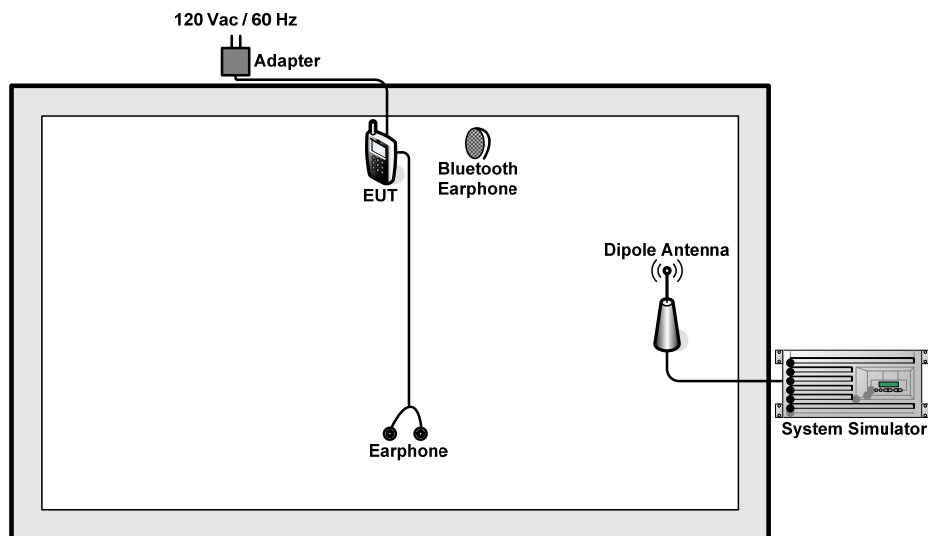 120 Vac / 60 Hz
Adapter
EUT
Bluetooth
Earphone
Dipole Antenna
System Simulator
Earphone